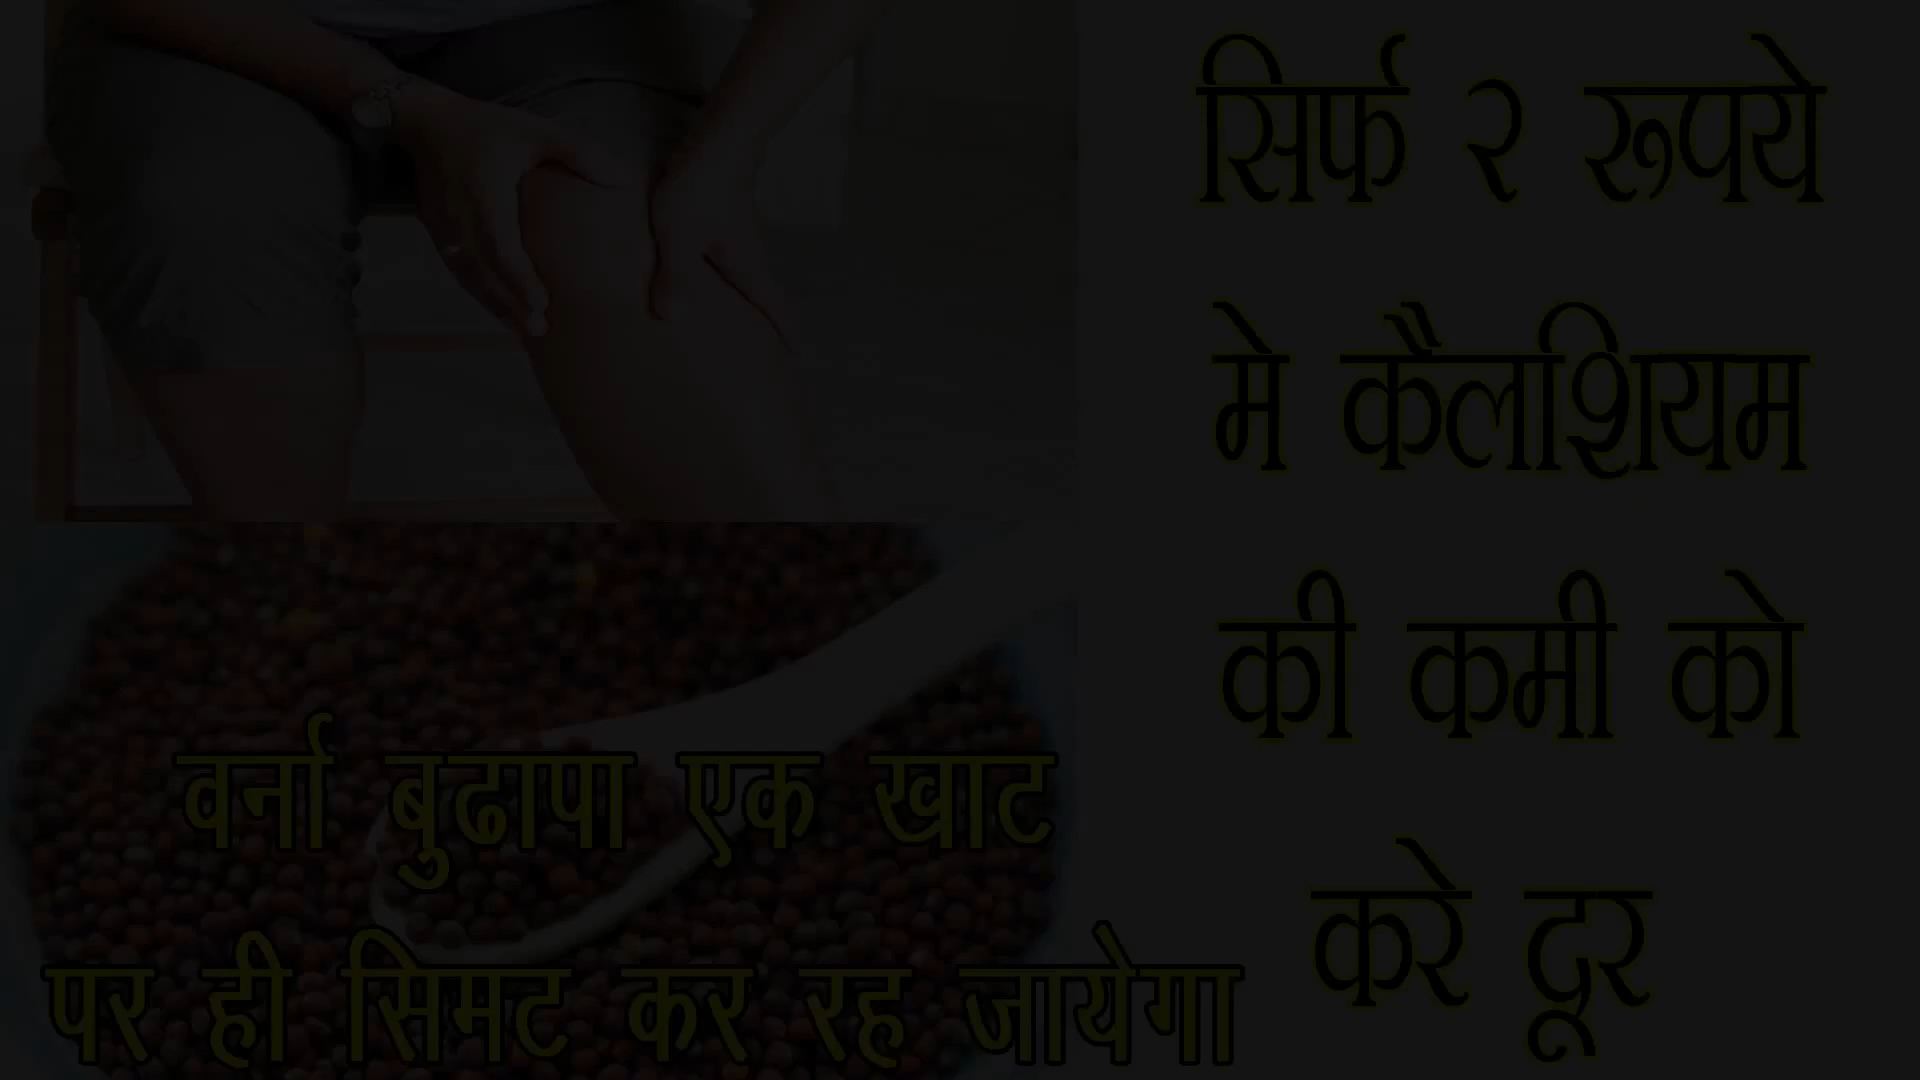 सिर्फ २ रूपये
मे कैलशियम
की कमी को
करे दूर
वर्ना बुढापा एक खाट
पर ही सिमट कर रह जायेगा